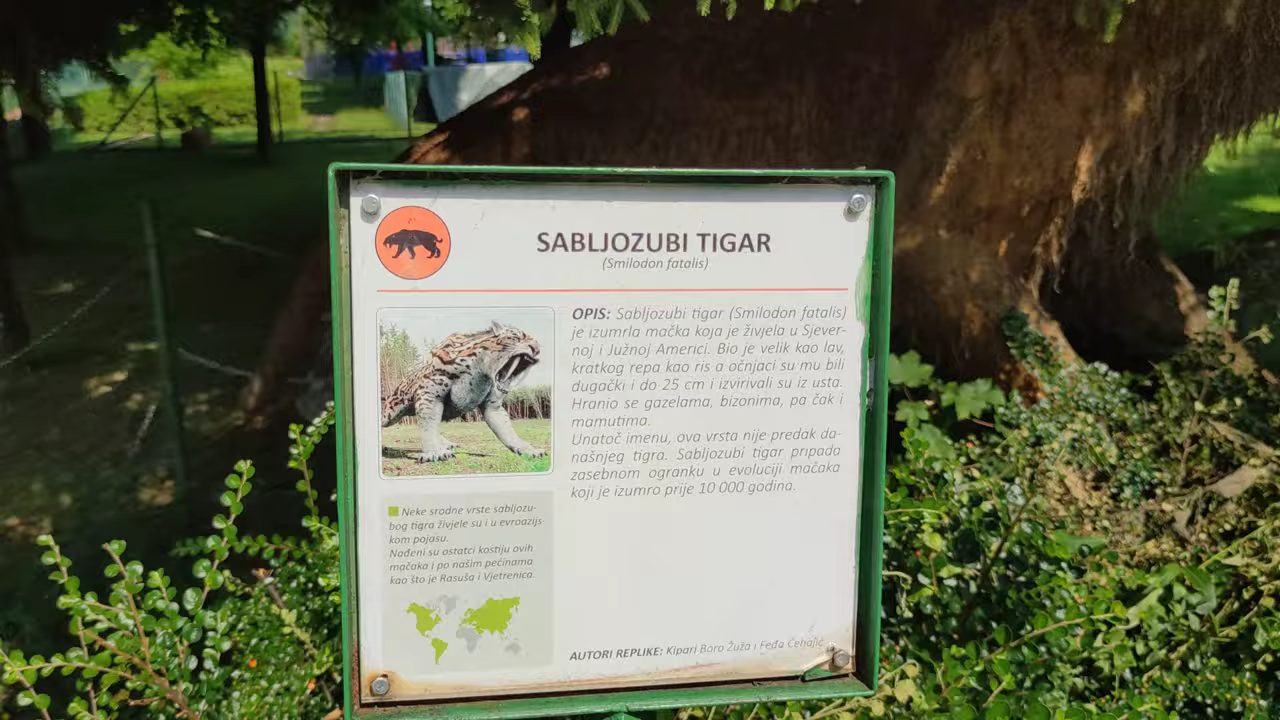 SABLJOZUBI TIGAR
(Smilodon fatalis)
OPIS: Sabljozubi tigar (Smilodon fatalis)
je izumrla mačka koja je živjela u Sjever-
noj i Južnoj Americi. Bio je velik kao lav,
kratkog repa kao ris a očnjaci su mu bili
dugački i do 25 cm i izvirivali su iz usta.
Hranio se gazelama, bizonima, pa čak i
mamutima.
Unatoč imenu, ova vrsta nije predak da-
našnjeg tigra. Sabljozubi tigar pripada
zasebnom ogranku u evoluciji mačaka
koji je izumro prije 10 000 godina.
Neke srodne vrste sabljozu-
bog tigra živjele su i u evroazijs
kom pojasu.
Nađeni su ostatci kostiju ovih
mačaka i po našim pećinama
kao što je Rasuša i Vjetrenica.
AUTORI REPLIKE: Kipari Boro Žuža i Feđa Ćehajić